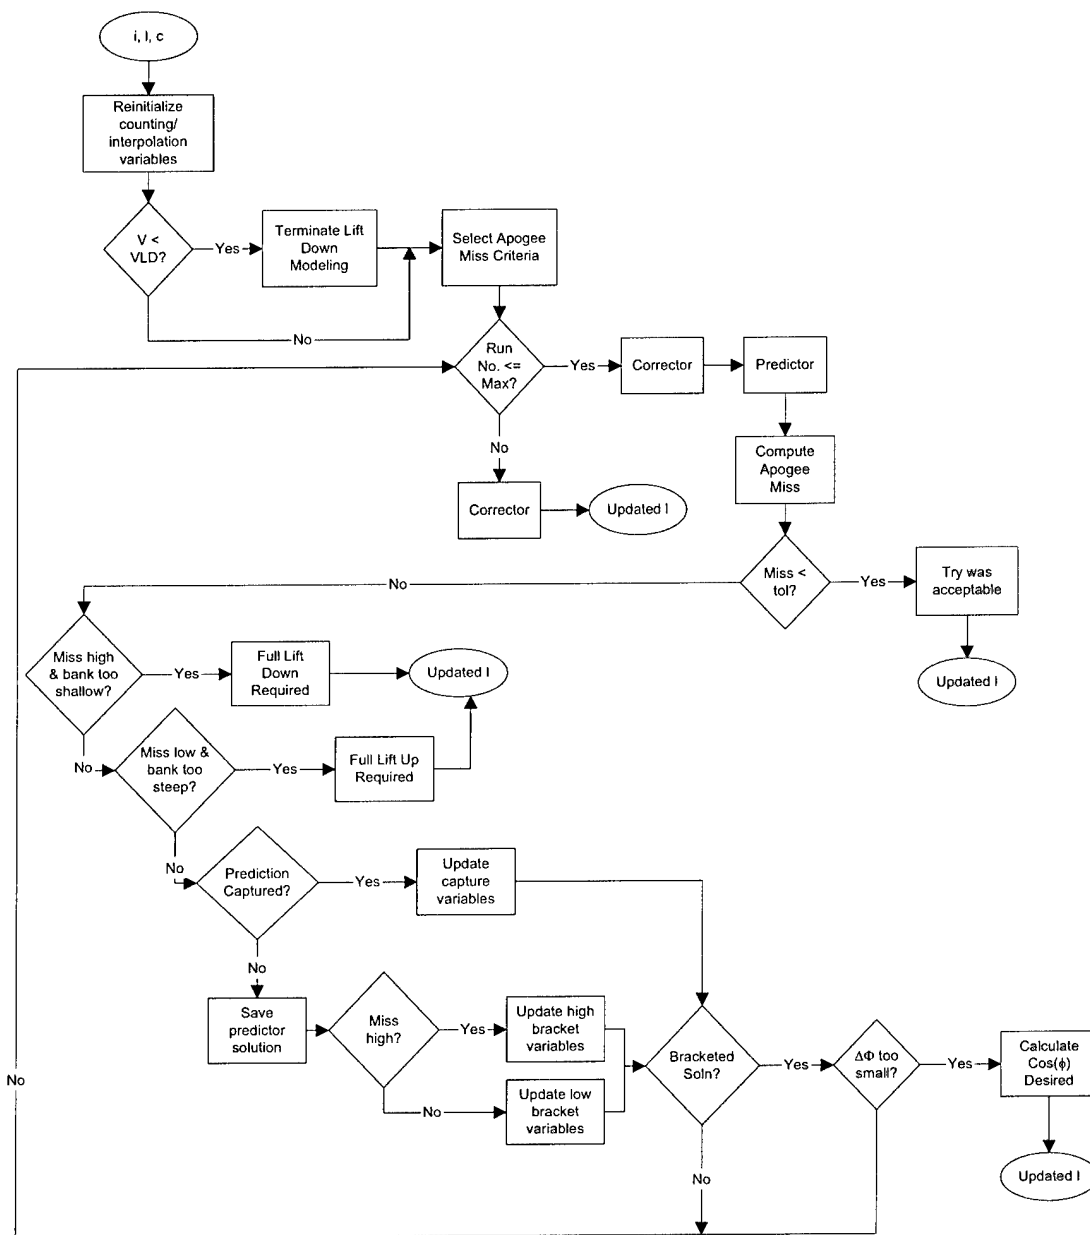 i, I, c
Reinitialize
counting/
interpolation
variables
V <
VLD?
Yes
Terminate Lift
Down
Modeling
Select Apogee
Miss Criteria
No
Run
No. <=
Max?
Yes
Corrector
Predictor
No
Compute
Apogee
Miss
Corrector
Updated I
Miss <
tol?
Yes
Try was
acceptable
No
Updated I
Miss high
& bank too
shallow?
Yes
Full Lift
Down
Required
Updated I
No
Miss low &
bank too
steep?
Yes
Full Lift Up
Required
No
Prediction
Captured?
Yes
Update
capture
variables
No
Save
predictor
solution
Miss
high?
Yes
Update high
bracket
variables
No
Update low
bracket
variables
Bracketed
Soln?
Yes
ΔΦ too
small?
Yes
Calculate
Cos(ϕ)
Desired
No
No
Updated I